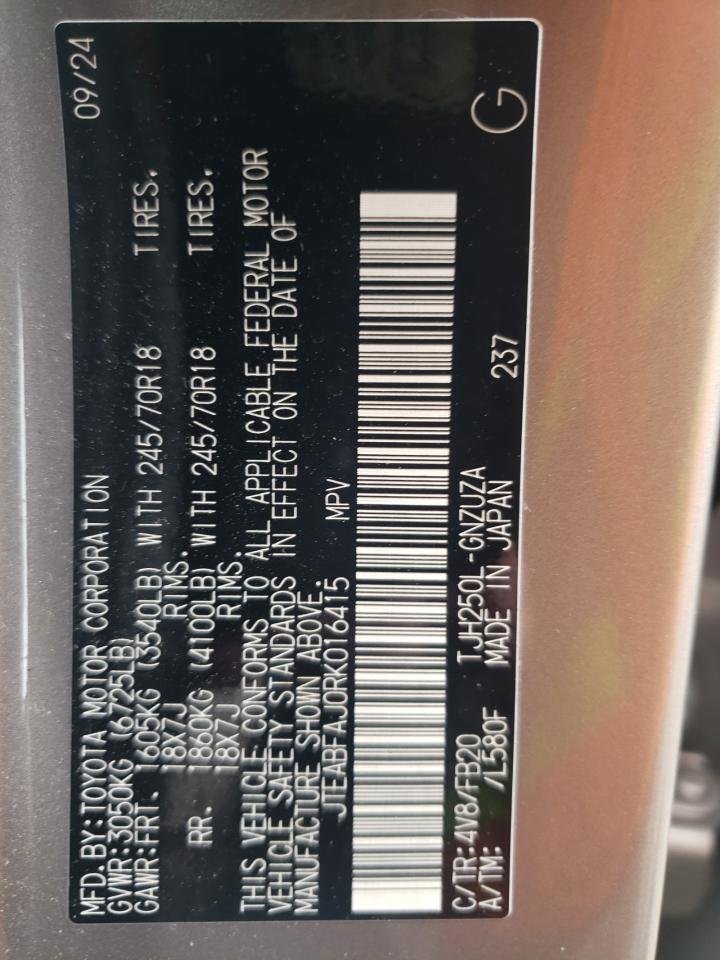 MFD.BY:TOYOTA MOTOR CORPORATION 09/24
GVWR:3050KG (6725LB)
GAWR:FRT. 1605KG (3540LB) WITH 245/70R18 TIRES.
18X7J RIMS.
RR. 1860KG (4100LB) WITH 245/70R18 TIRES.
18X7J RIMS.
THIS VEHICLE CONFORMS TO ALL APPLICABLE FEDERAL MOTOR
VEHICLE SAFETY STANDARDS IN EFFECT ON THE DATE OF
MANUFACTURE SHOWN ABOVE.
JTEABFAJ0RK016415 MPV
C/TR:4V8/FB20 TJH250L-GNZUZA
A/TM: /L580F MADE IN JAPAN 237 G